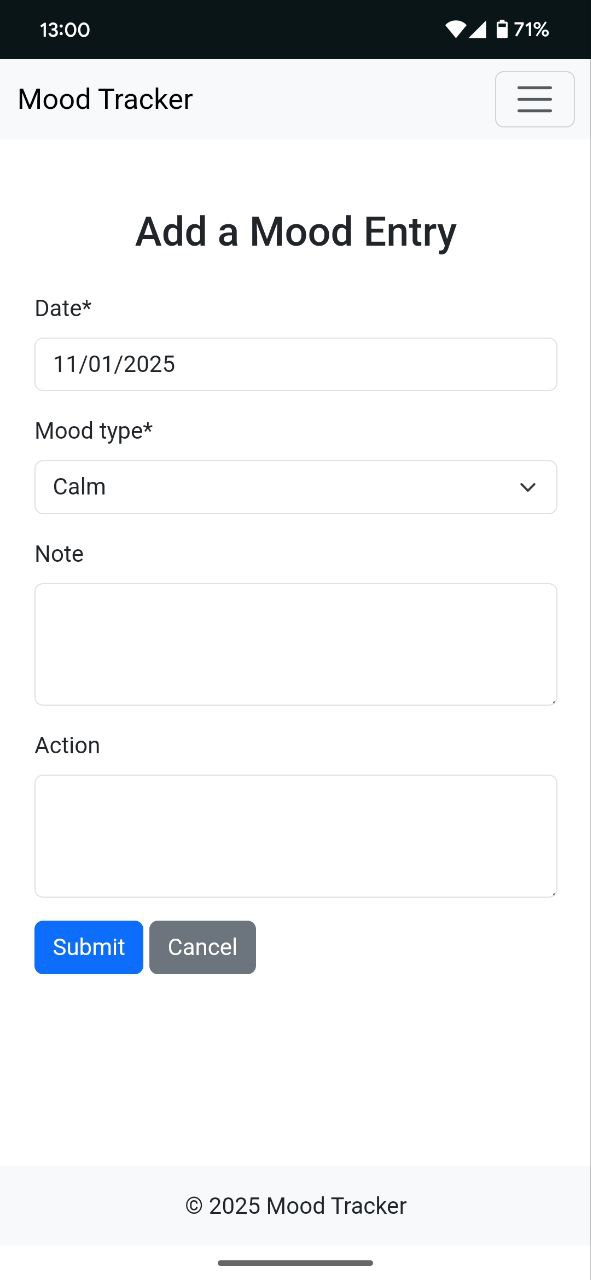 13:00 71%
Mood Tracker
Add a Mood Entry
Date*
11/01/2025
Mood type*
Calm
Note
Action
Submit Cancel
© 2025 Mood Tracker